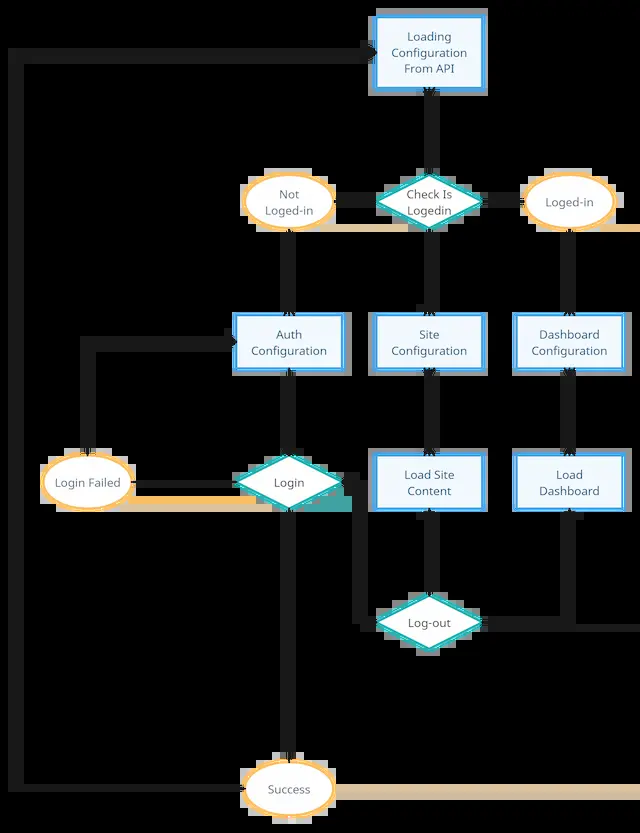 Loading
Configuration
From API
Not
Loged-in
Check Is
Logedin
Loged-in
Auth
Configuration
Site
Configuration
Dashboard
Configuration
Login Failed
Login
Load Site
Content
Load
Dashboard
Log-out
Success